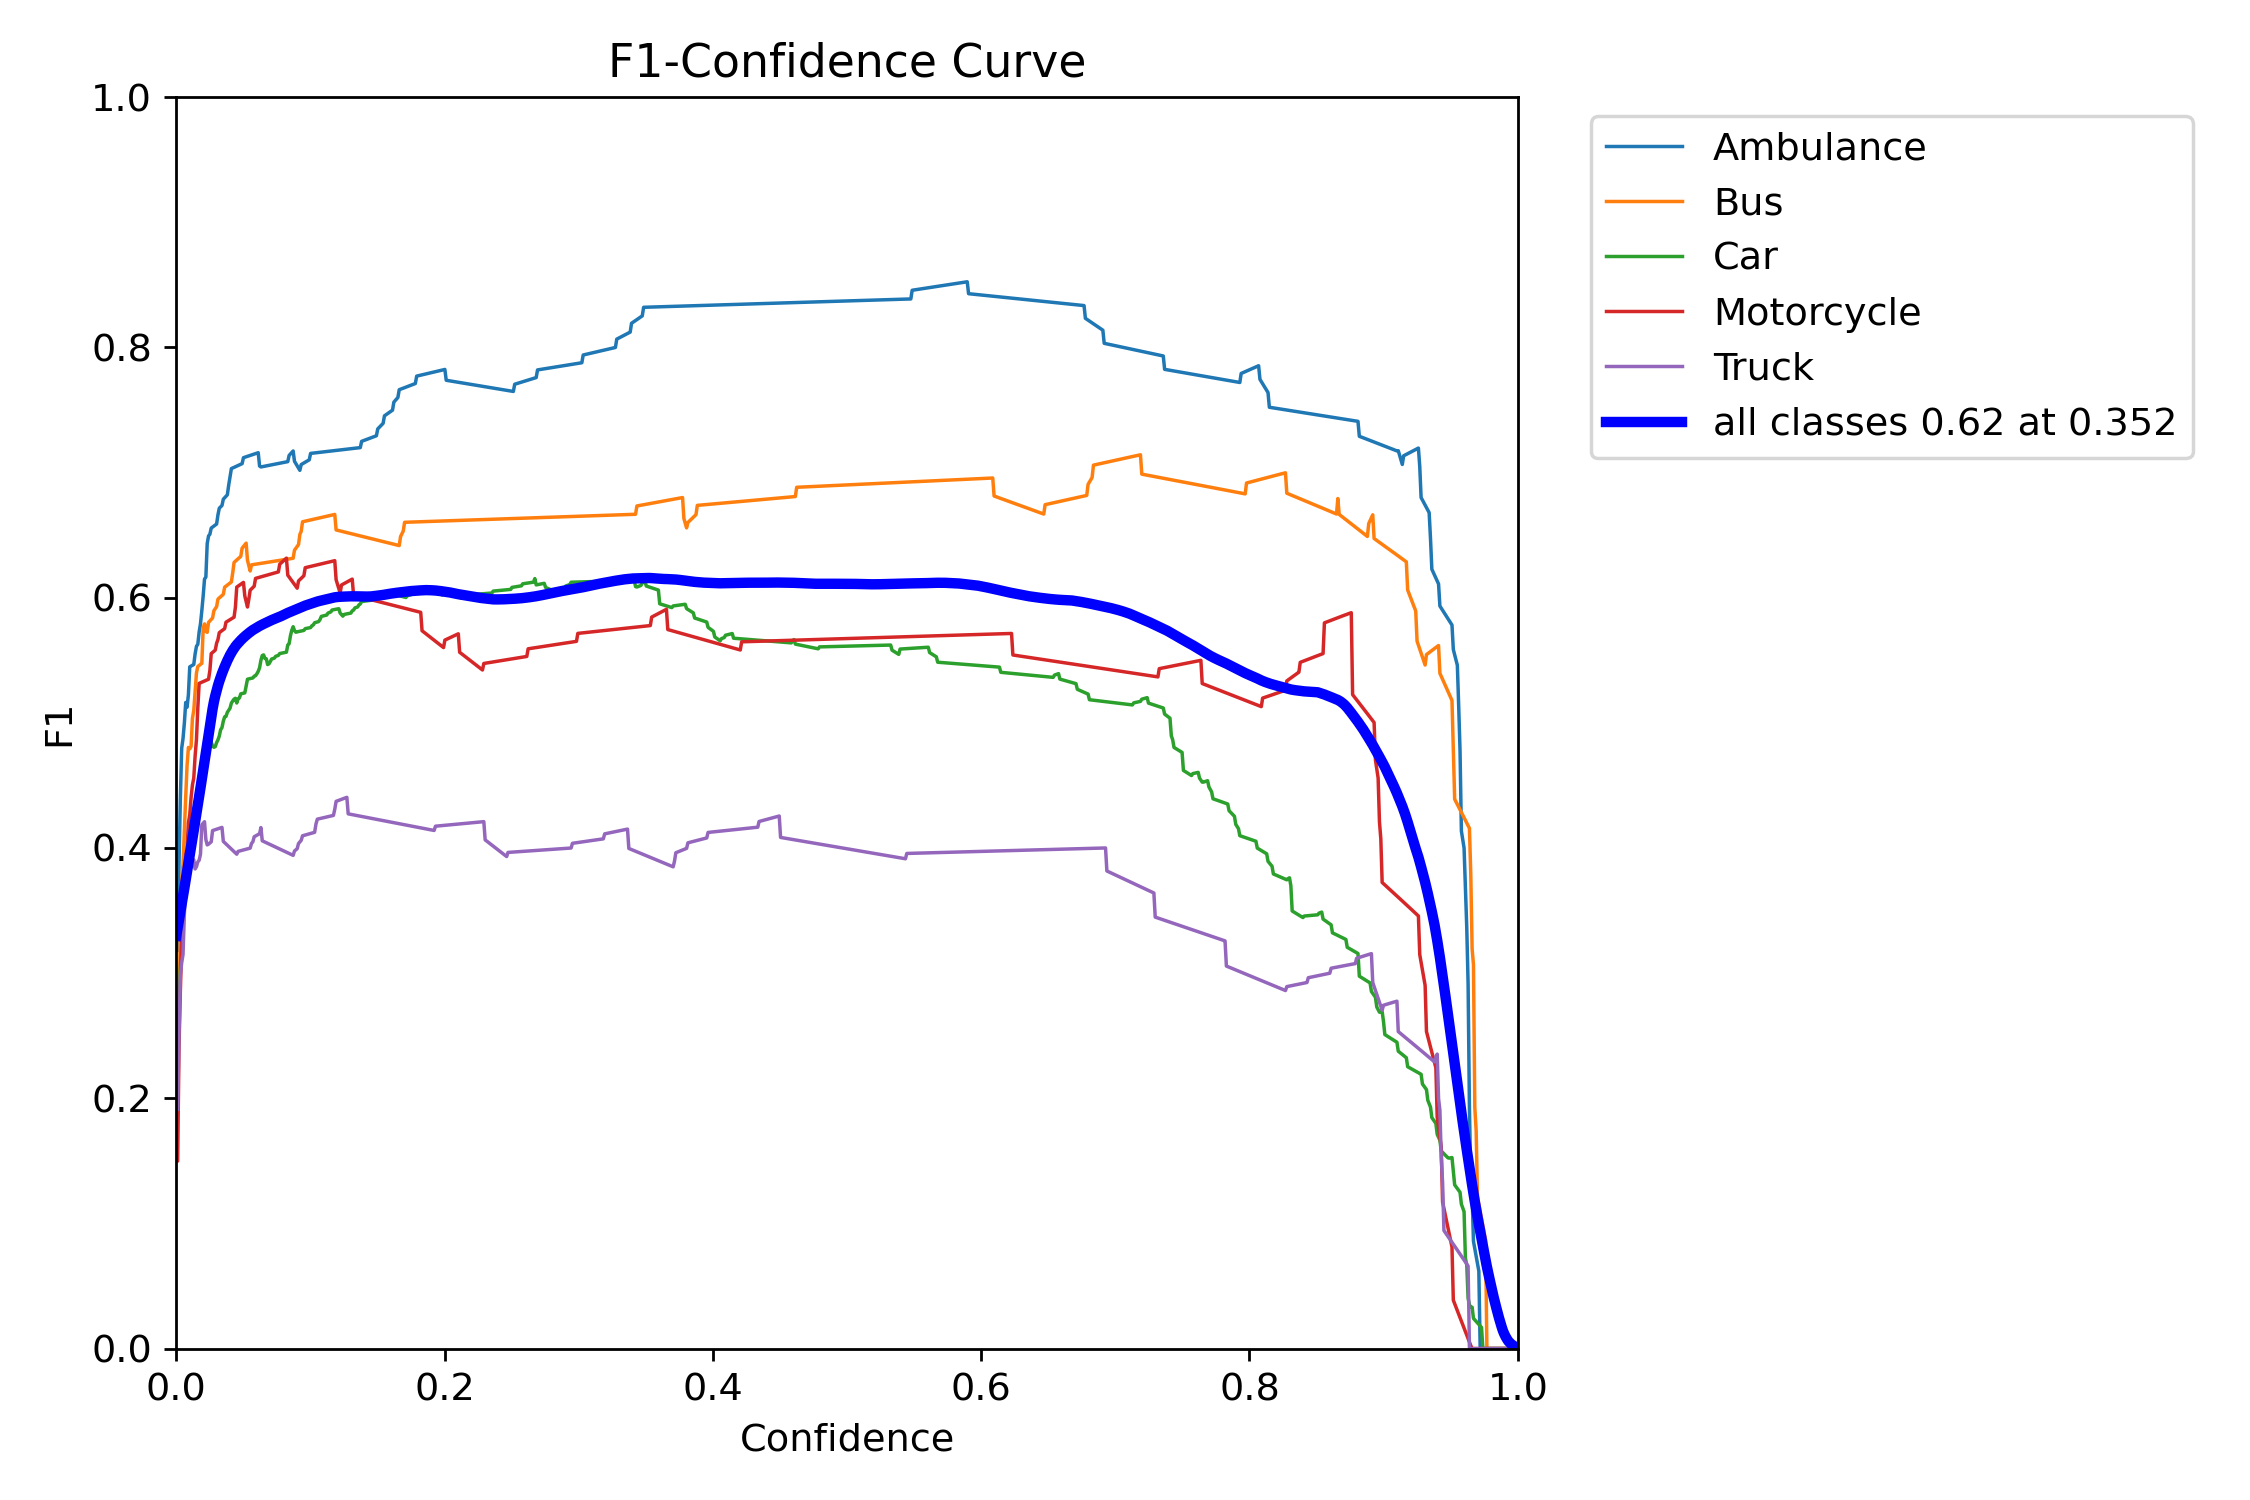 F1-Confidence Curve
1.0
0.8
0.6
0.4
0.2
0.0
F1
0.0 0.2 0.4 0.6 0.8 1.0
Confidence
Ambulance
Bus
Car
Motorcycle
Truck
all classes 0.62 at 0.352